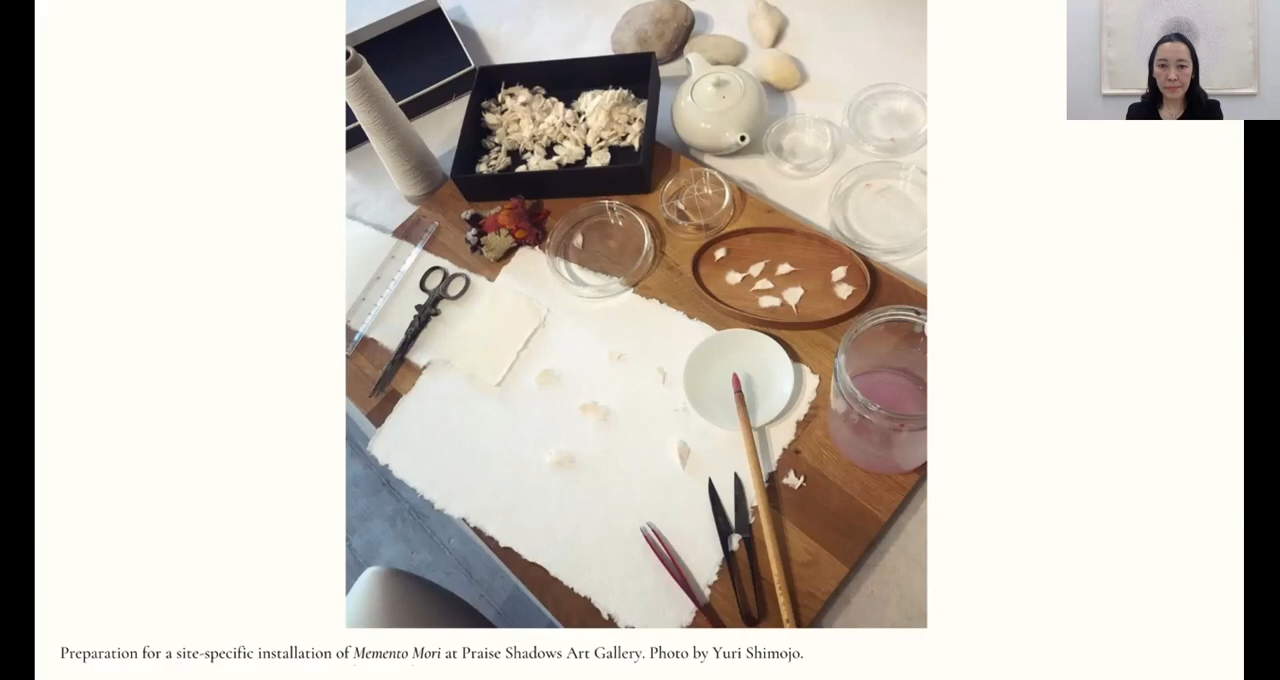 Preparation for a site-specific installation of Memento Mori at Praise Shadows Art Gallery. Photo by Yuri Shimojo.